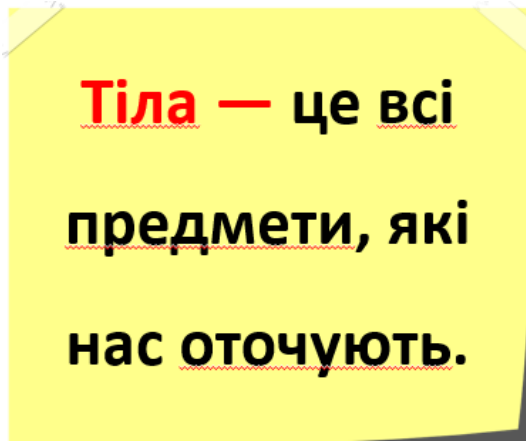 Тіла — це всі
предмети, які
нас оточують.